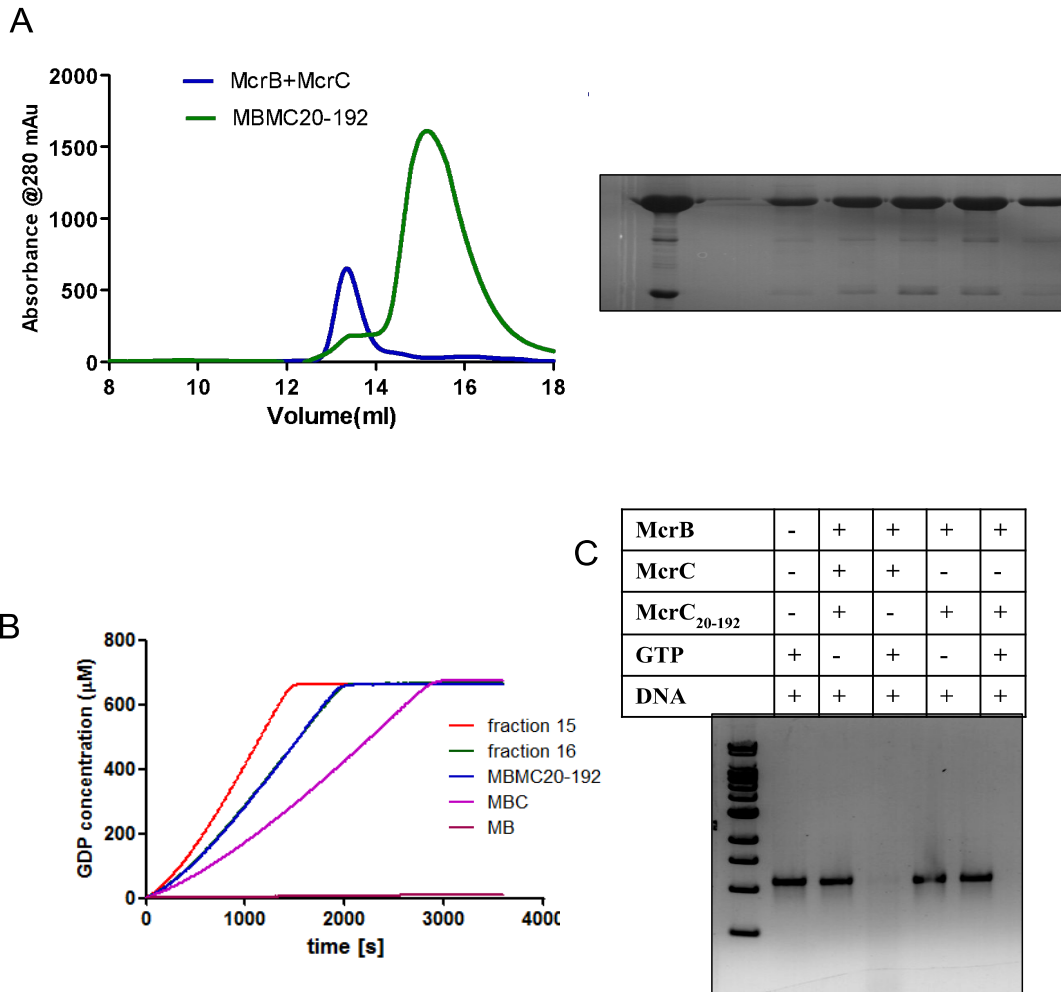 A
2000
1500
1000
500
0
Absorbance @280 mAu
McrB+McrC
MBMC20-192
8 10 12 14 16 18
Volume(ml)
B
800
600
400
200
0
GDP concentration (µM)
fraction 15
fraction 16
MBMC20-192
MBC
MB
0 1000 2000 3000 4000
time [s]
C
McrB - + + + +
McrC - + + - -
McrC20-192 - + - + +
GTP + - + - +
DNA + + + + +